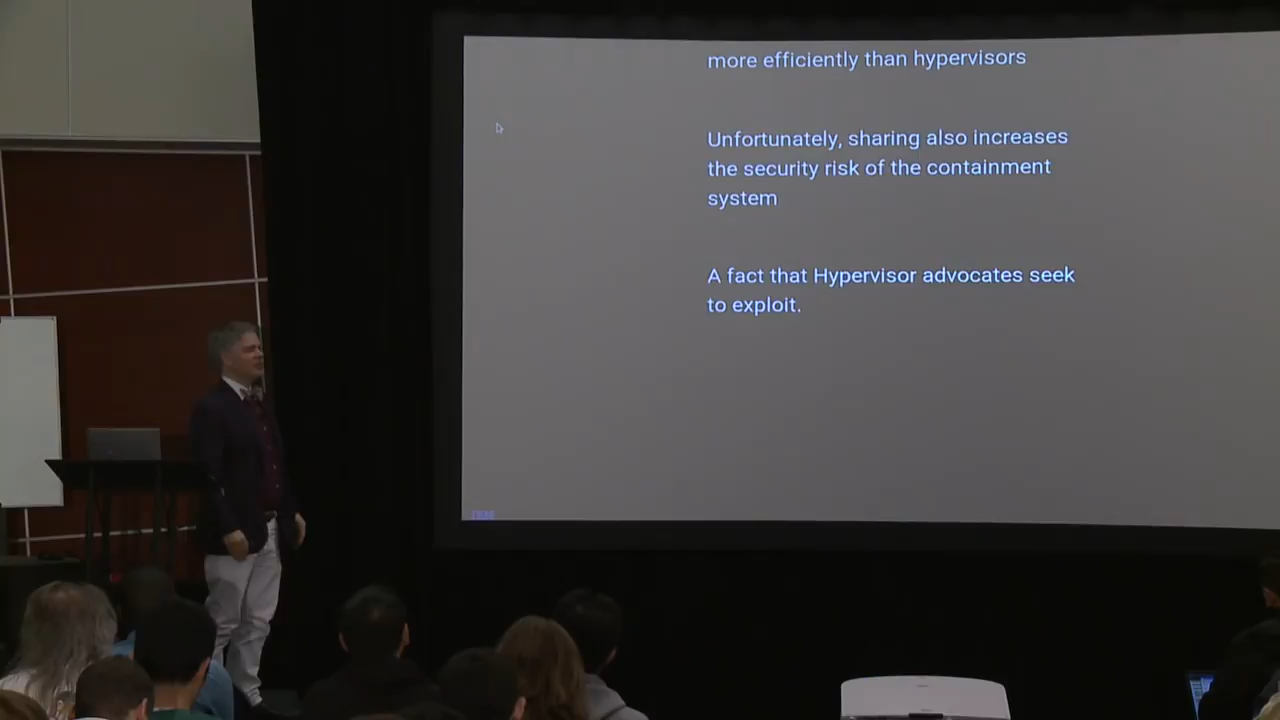 more efficiently than hypervisors
Unfortunately, sharing also increases
the security risk of the containment
system
A fact that Hypervisor advocates seek
to exploit.
IBM